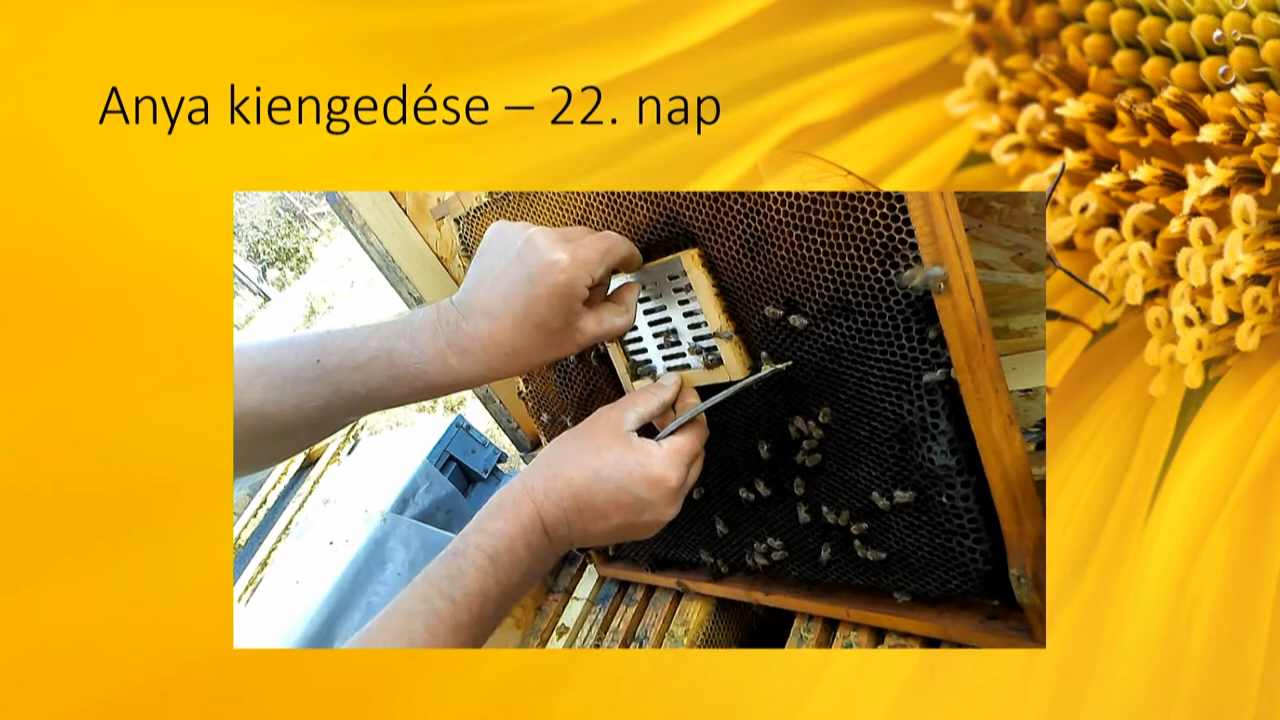 Anya kiengedése – 22. nap